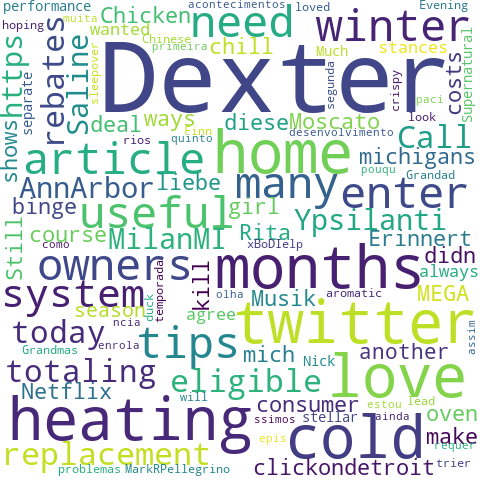 performance muita Chicken hoping Chinese wanted primeira acontecimentos loved Evening
need winter
Much stances
https rebates Saline sleepover chill Dexter costs Supernatural
shows separate deal ways diese Moscato segunda crispy Call look
Zion quinto desenvolvimento paci
article home michigans
rios pouqu Grandad
AnnArbor liebe many enter
binge useful girl Ypsilanti
Still course MilanMI Rita Erinnert
como xBoDIelp didn
owners months always
system kill Musik aromatic MEGA
temporada duck olha
season agree twitter
today ncia tips Nick another assim
Grandmas enrola mich love
totaling eligible
Netflix will consumer estou lead oven
heating ssimos stellar ainda make
replacement epis cold requer
problemas MarkRPellegrino clickondetroit trier